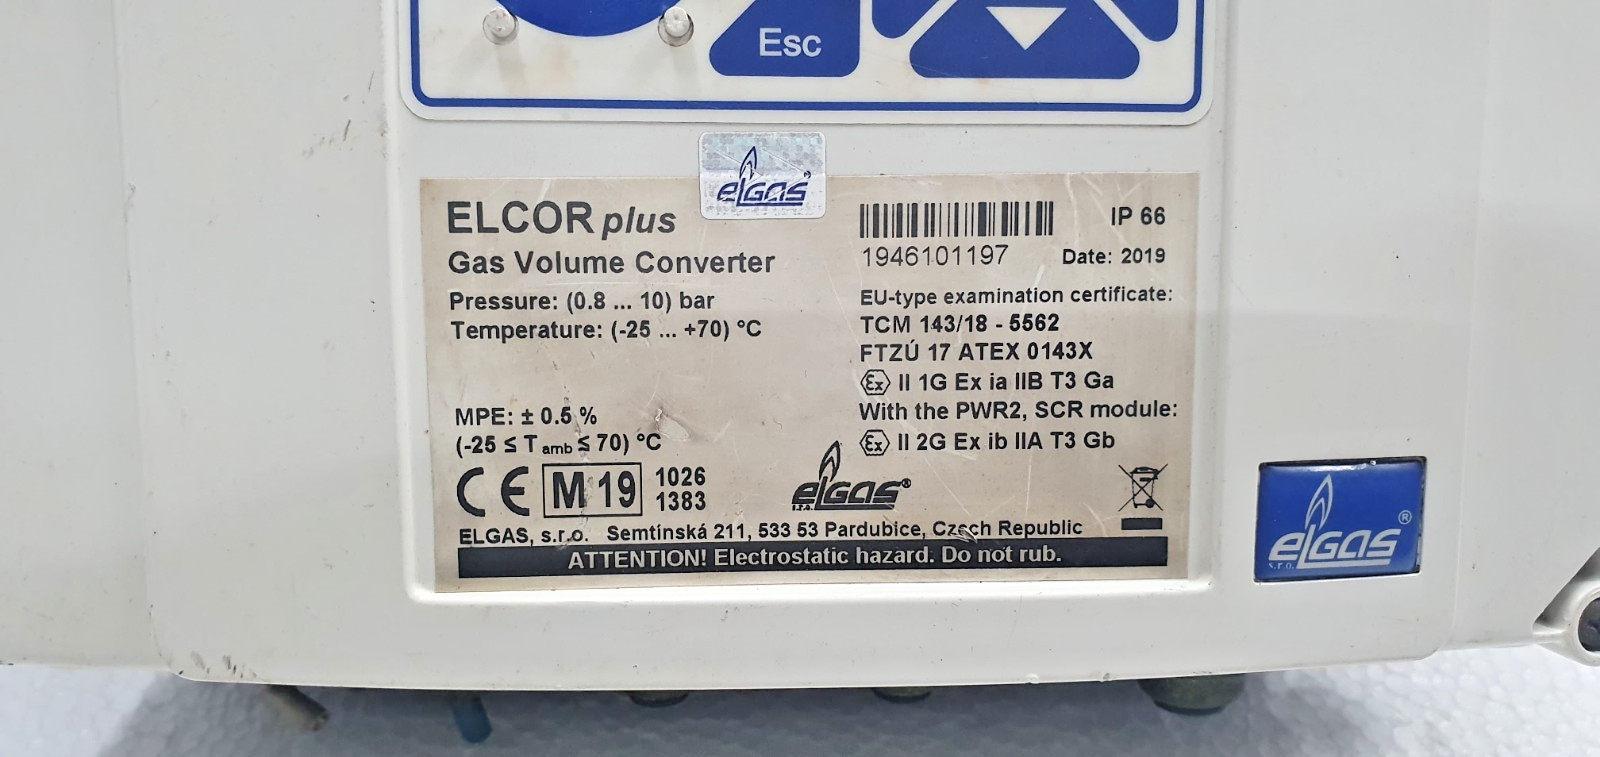 Esc
elgas®
ELCOR plus
Gas Volume Converter
Pressure: (0.8 ... 10) bar
Temperature: (-25 ... +70) °C
MPE: ± 0.5 %
(-25 ≤ T amb ≤ 70) °C
CE M 19 1026
1383
1946101197
IP 66
Date: 2019
EU-type examination certificate:
TCM 143/18 - 5562
FTZÚ 17 ATEX 0143X
Ex II 1G Ex ia IIB T3 Ga
With the PWR2, SCR module:
Ex II 2G Ex ib IIA T3 Gb
elgas®
s.r.o.
ELGAS, s.r.o. Semtínská 211, 533 53 Pardubice, Czech Republic
ATTENTION! Electrostatic hazard. Do not rub.
elgas®
s.r.o.